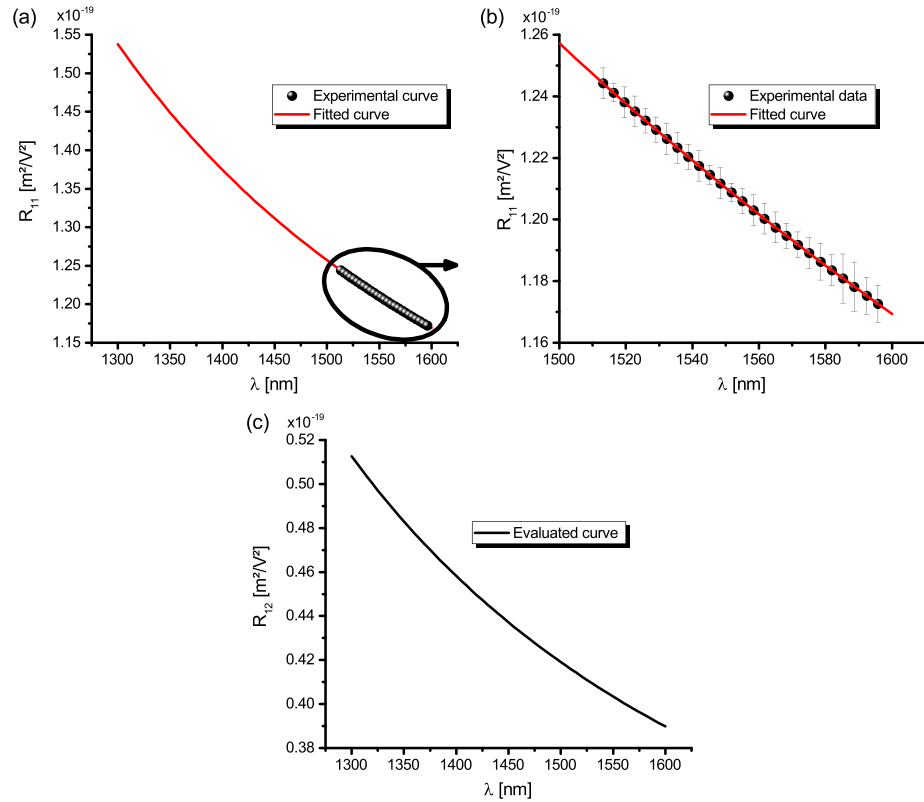 (a)
x10⁻¹⁹
1.55
1.50
1.45
1.40
1.35
1.30
1.25
1.20
1.15
R₁₁ [m²/V²]
Experimental curve
Fitted curve
1300 1350 1400 1450 1500 1550 1600
λ [nm]
(b)
x10⁻¹⁹
1.26
1.24
1.22
1.20
1.18
1.16
R₁₁ [m²/V²]
Experimental data
Fitted curve
1500 1520 1540 1560 1580 1600
λ [nm]
(c)
x10⁻¹⁹
0.52
0.50
0.48
0.46
0.44
0.42
0.40
0.38
R₁₂ [m²/V²]
Evaluated curve
1300 1350 1400 1450 1500 1550 1600
λ [nm]